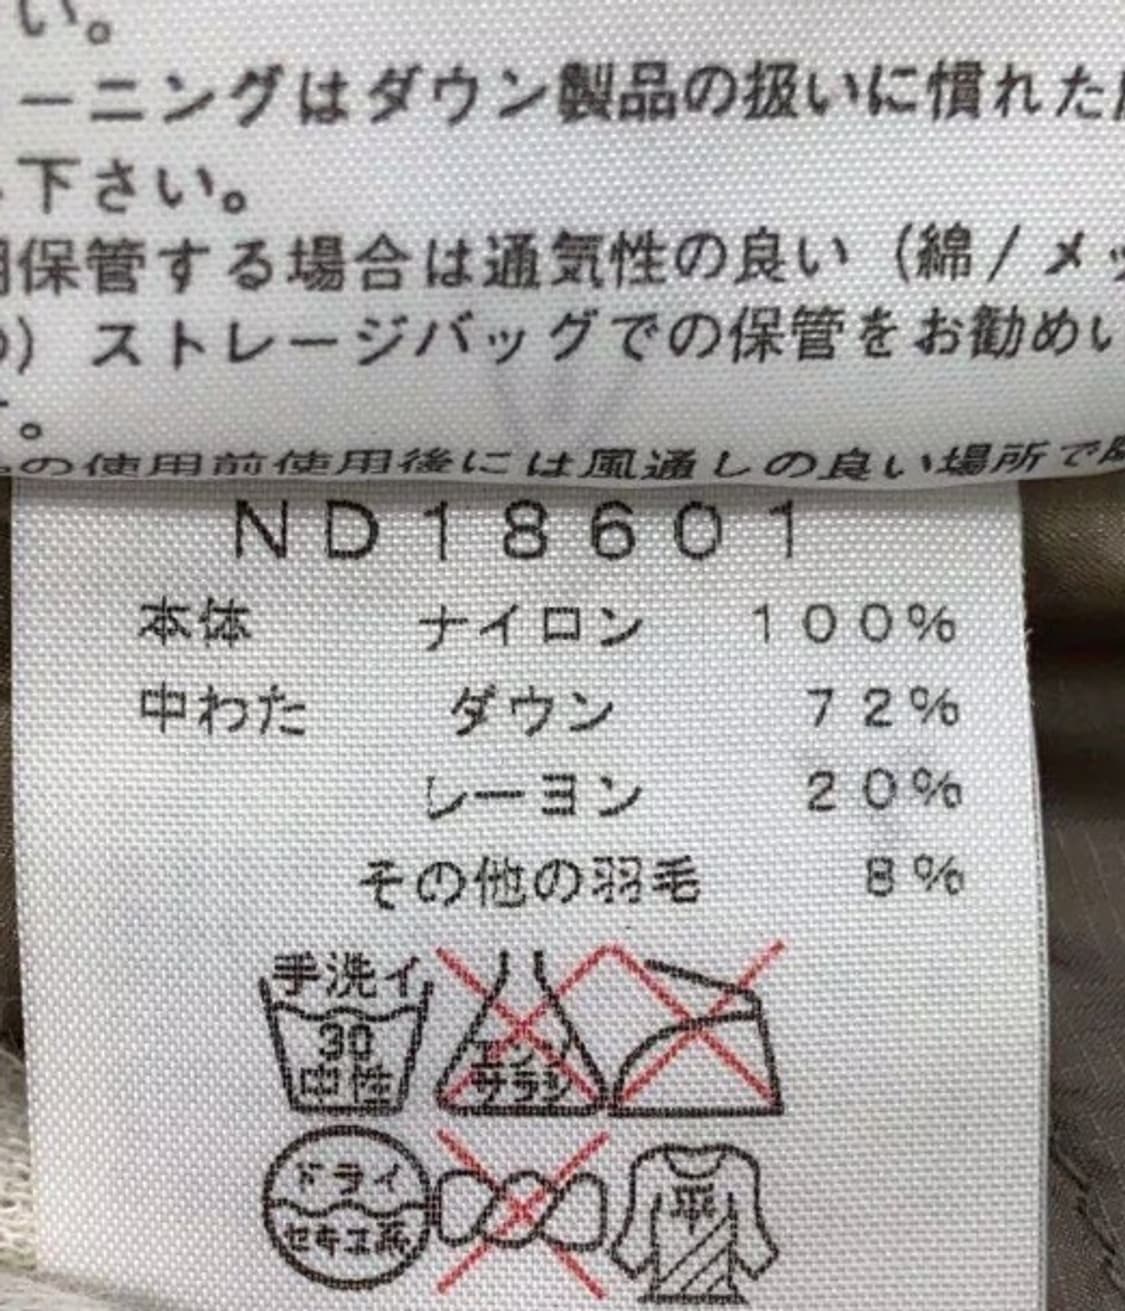 い。
ーニングはダウン製品の扱いに慣れた
下さい。
保管する場合は通気性の良い（綿/メッ
）ストレージバッグでの保管をお勧めい
。
の使用前使用後には風通しの良い場所で
ND18601
本体 ナイロン 100%
中わた ダウン 72%
レーヨン 20%
その他の羽毛 8%
手洗イ
30
中性
エンソ
サラシ
ドライ
セキユ系
平